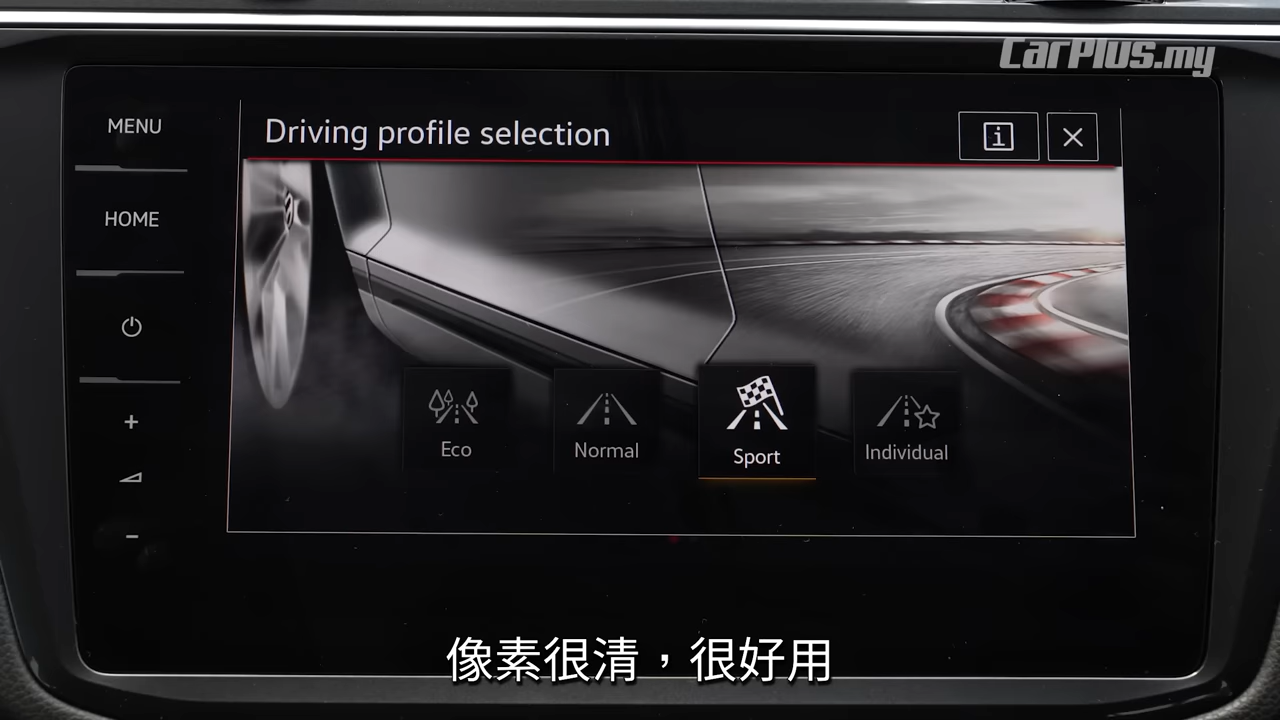 CarPlus.my
MENU
Driving profile selection
i
HOME
Eco
Normal
Sport
Individual
像素很清，很好用